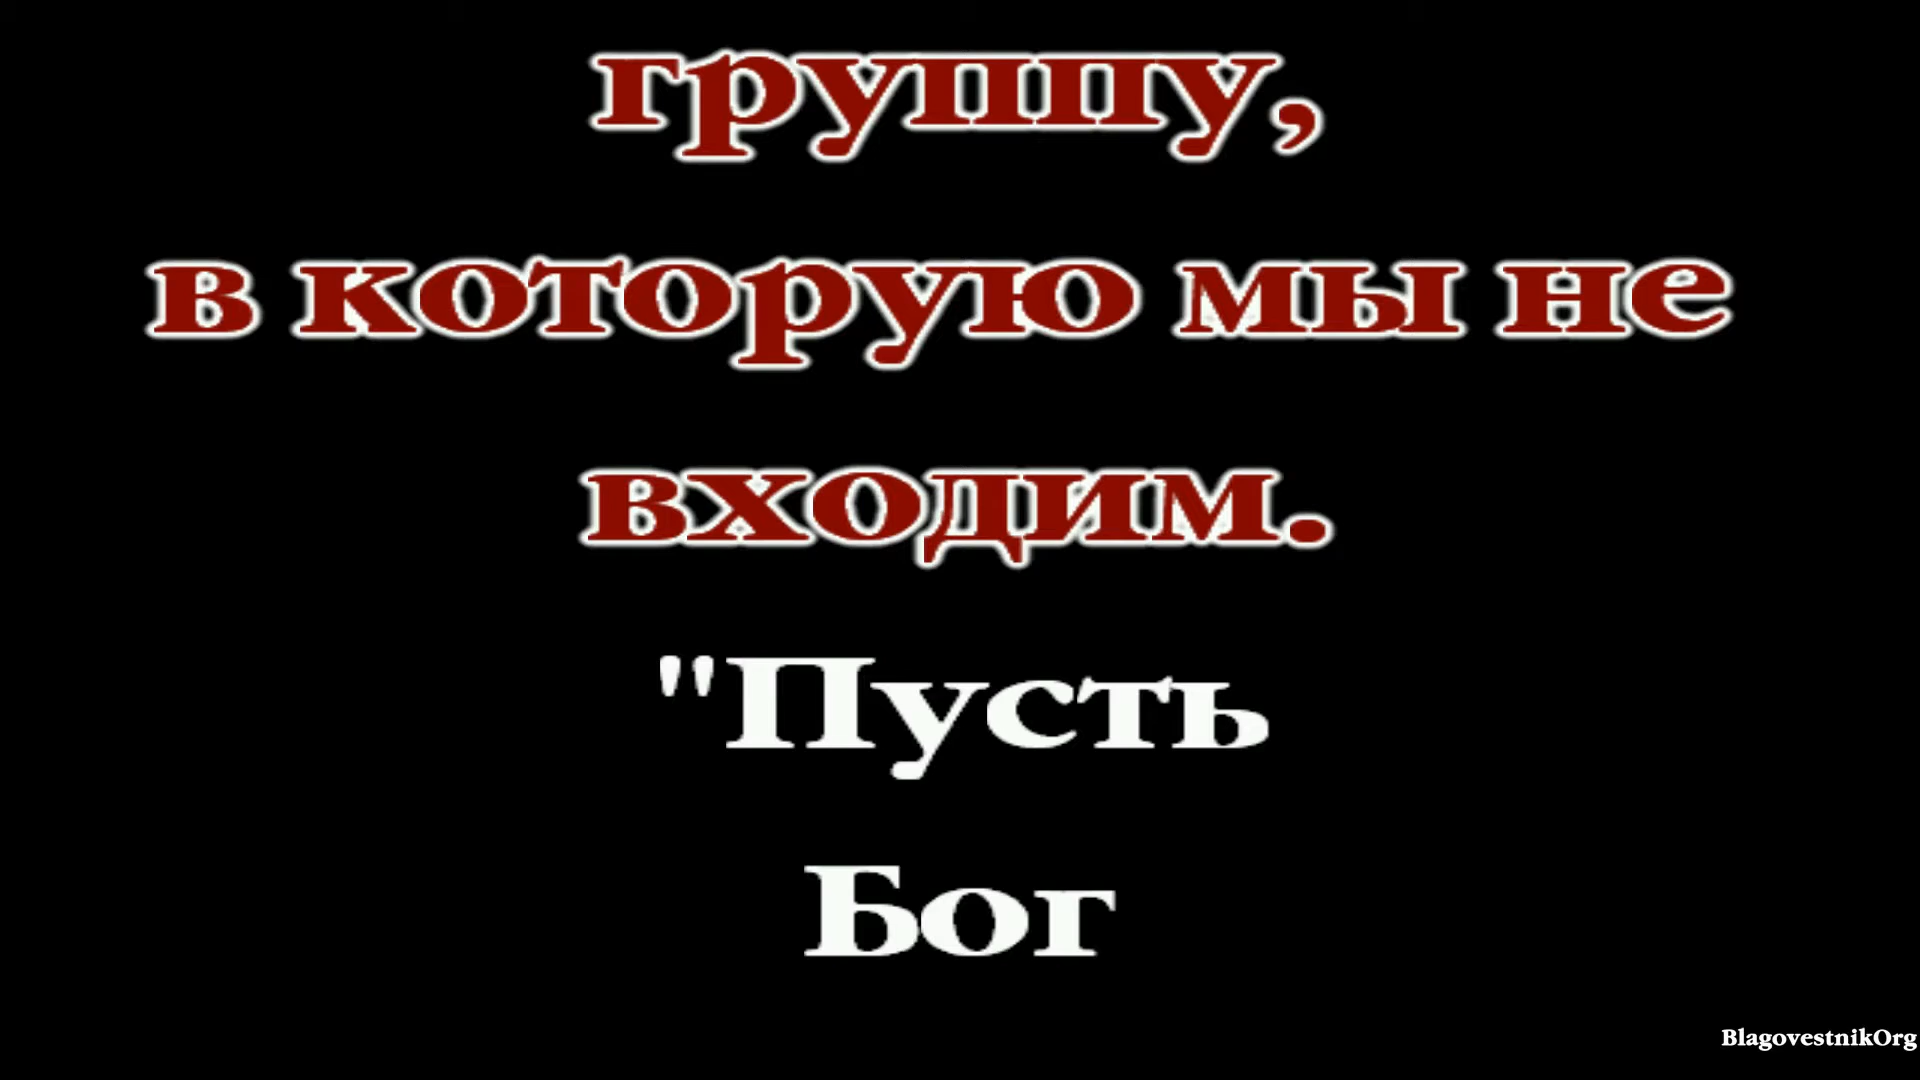 группу,
в которую мы не
входим.
"Пусть
Бог
BlagovestnikOrg